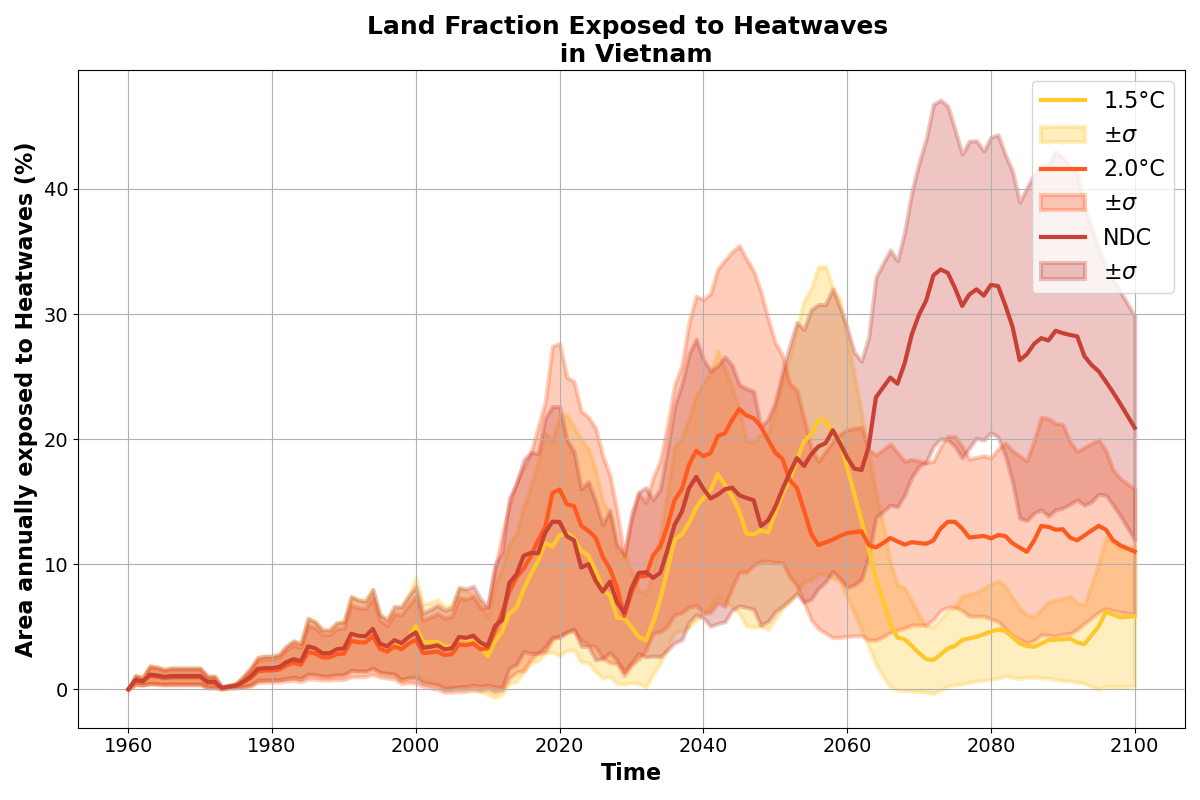 Land Fraction Exposed to Heatwaves
in Vietnam
Area annually exposed to Heatwaves (%)
40
30
20
10
0
1960 1980 2000 2020 2040 2060 2080 2100
Time
1.5°C
±σ
2.0°C
±σ
NDC
±σ